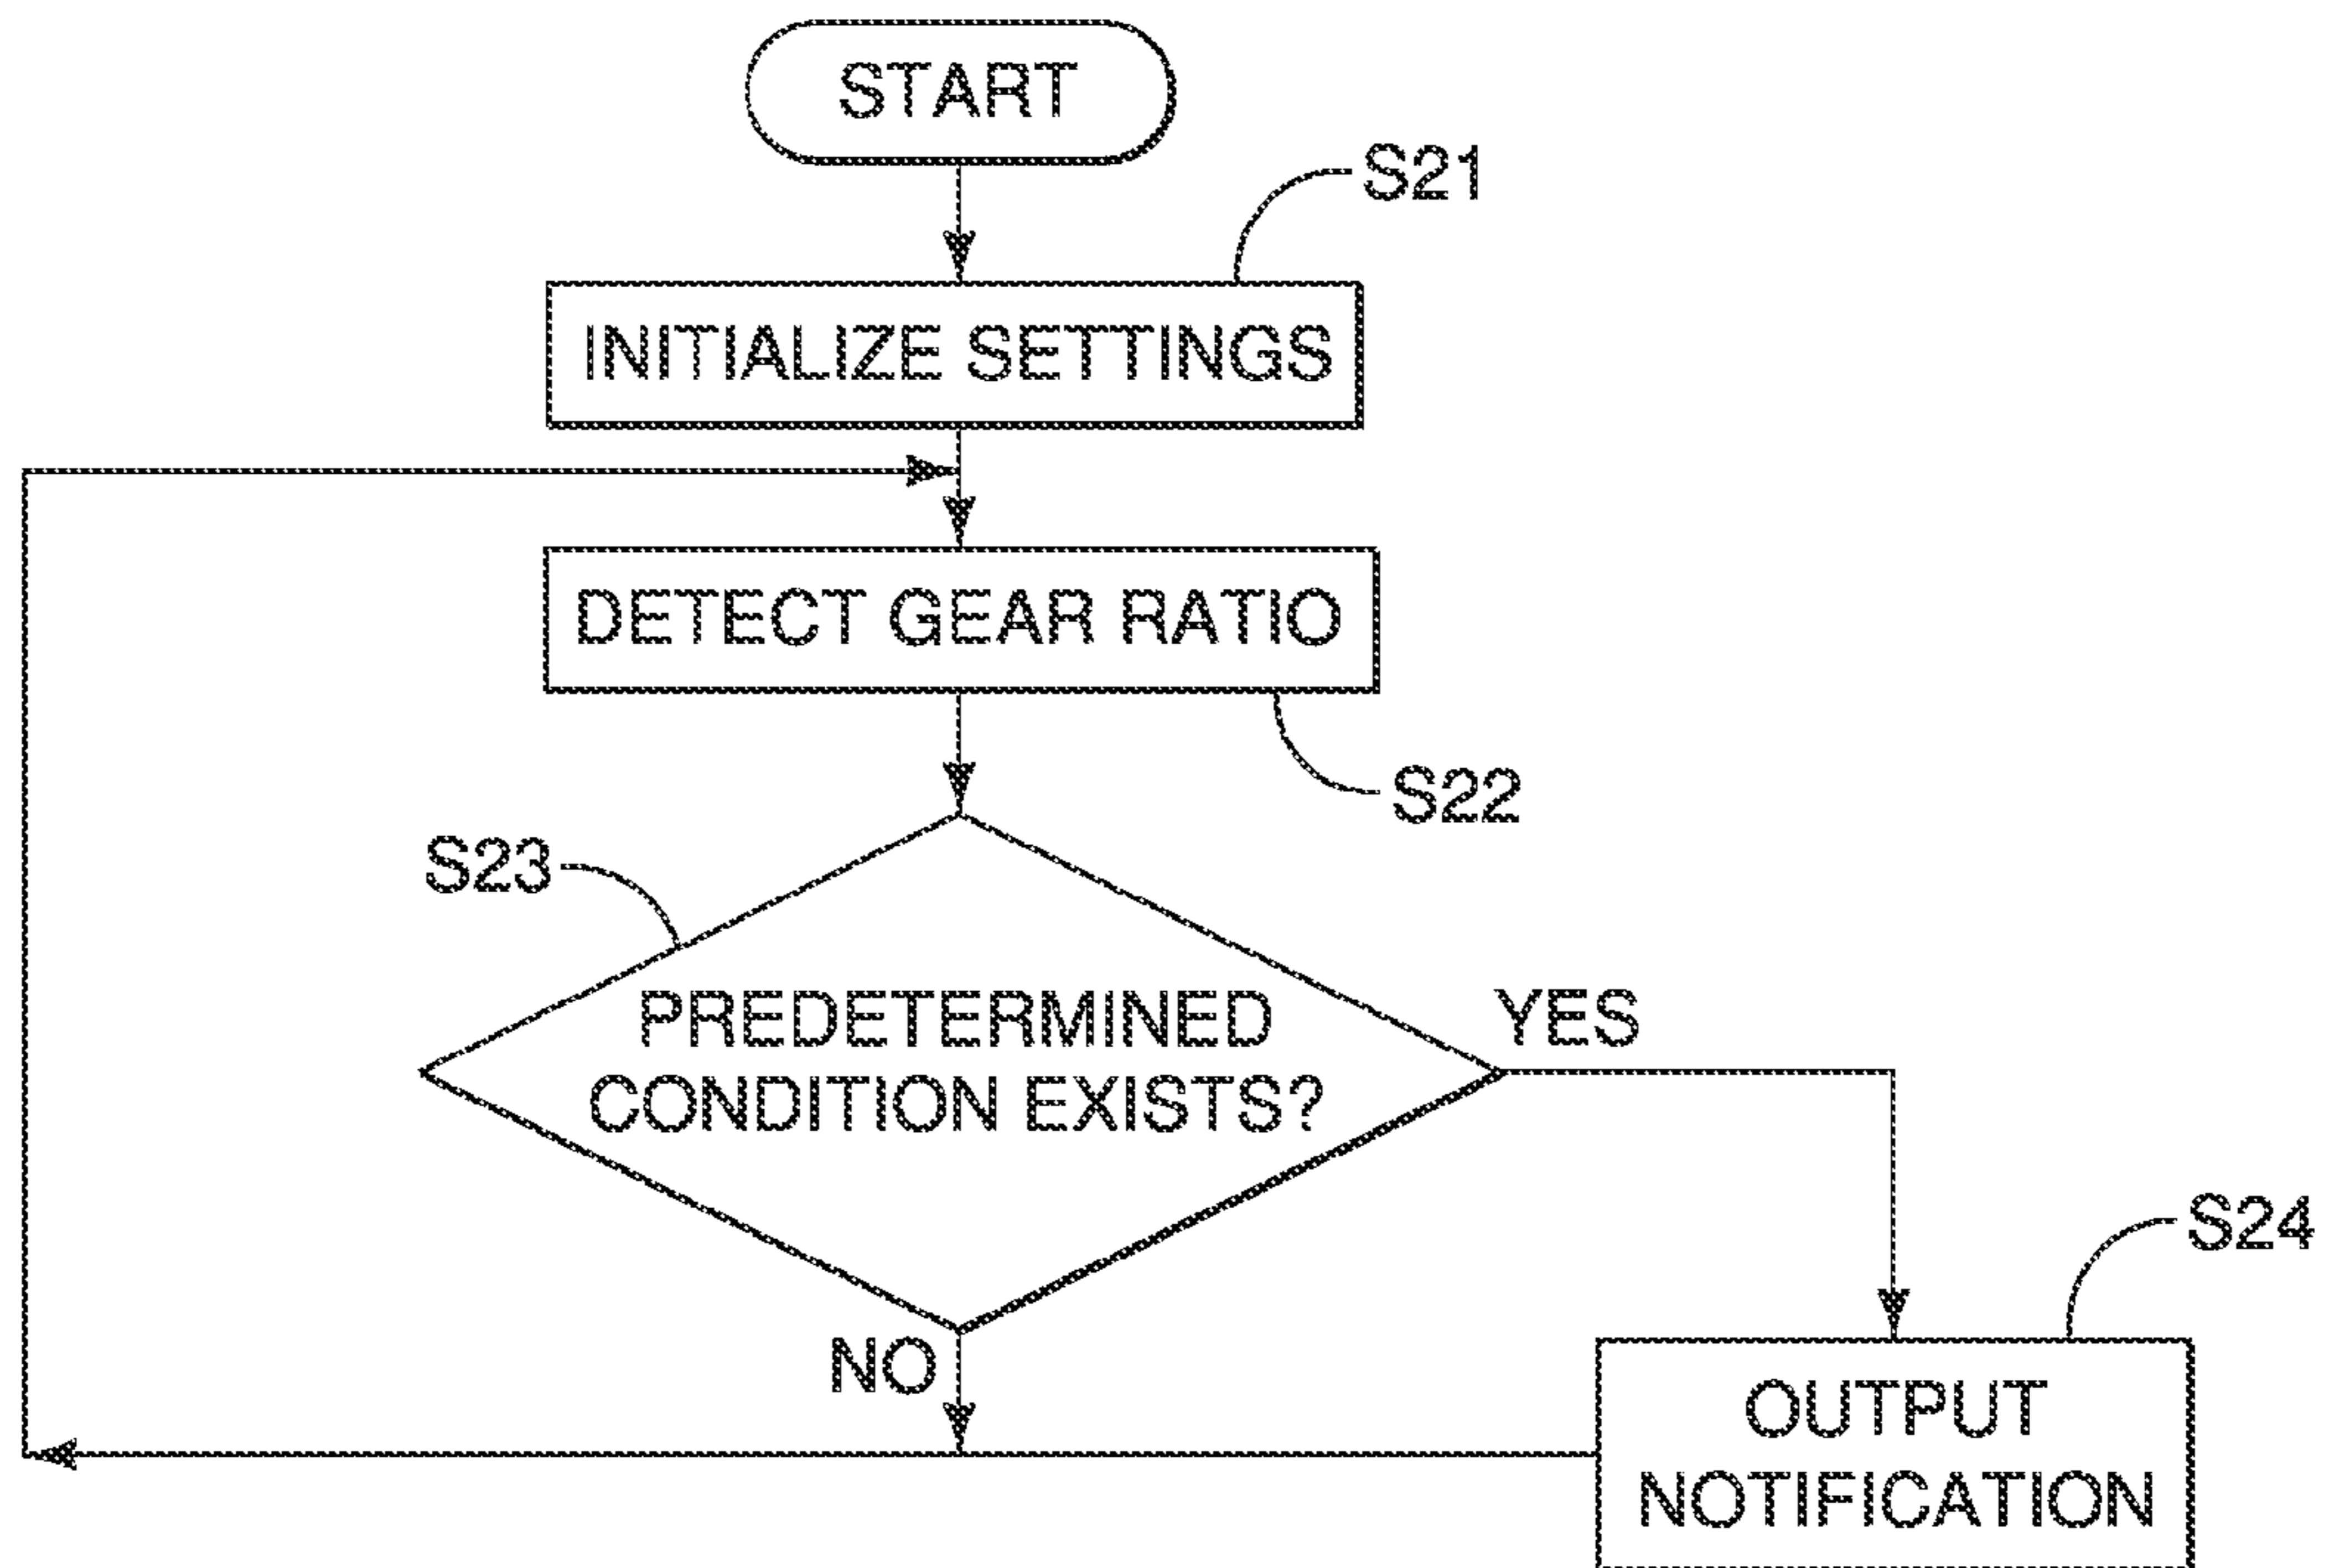 START
S21
INITIALIZE SETTINGS
DETECT GEAR RATIO
S22
S23
PREDETERMINED
CONDITION EXISTS?
YES
S24
NO
OUTPUT
NOTIFICATION